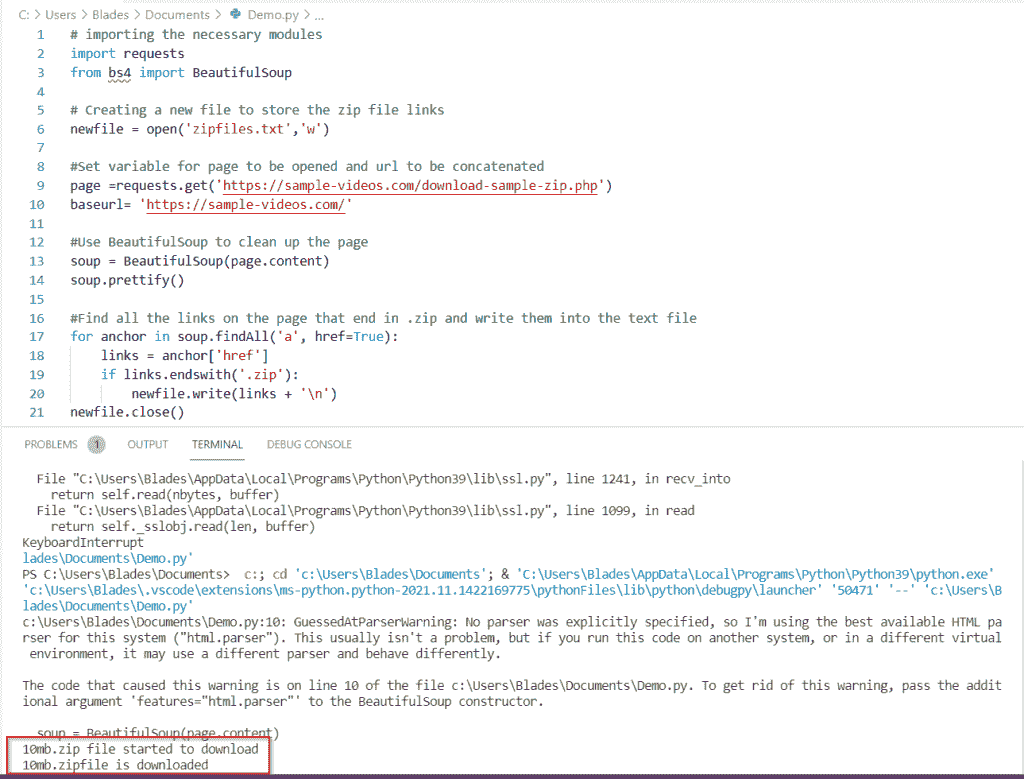 C: > Users > Blades > Documents > Demo.py > ...
1 # importing the necessary modules
2 import requests
3 from bs4 import BeautifulSoup
4
5 # Creating a new file to store the zip file links
6 newfile = open('zipfiles.txt','w')
7
8 #Set variable for page to be opened and url to be concatenated
9 page =requests.get('https://sample-videos.com/download-sample-zip.php')
10 baseurl= 'https://sample-videos.com/'
11
12 #Use BeautifulSoup to clean up the page
13 soup = BeautifulSoup(page.content)
14 soup.prettify()
15
16 #Find all the links on the page that end in .zip and write them into the text file
17 for anchor in soup.findAll('a', href=True):
18     links = anchor['href']
19     if links.endswith('.zip'):
20         newfile.write(links + '\n')
21 newfile.close()
PROBLEMS 1 OUTPUT TERMINAL DEBUG CONSOLE
File "C:\Users\Blades\AppData\Local\Programs\Python\Python39\lib\ssl.py", line 1241, in recv_into
return self.read(nbytes, buffer)
File "C:\Users\Blades\AppData\Local\Programs\Python\Python39\lib\ssl.py", line 1099, in read
return self._sslobj.read(len, buffer)
KeyboardInterrupt
lades\Documents\Demo.py'
PS C:\Users\Blades\Documents>  c:; cd 'c:\Users\Blades\Documents'; & 'C:\Users\Blades\AppData\Local\Programs\Python\Python39\python.exe'
'c:\Users\Blades\.vscode\extensions\ms-python.python-2021.11.1422169775\pythonFiles\lib\python\debugpy\launcher' '50471' '--' 'c:\Users\B
lades\Documents\Demo.py'
c:\Users\Blades\Documents\Demo.py:10: GuessedAtParserWarning: No parser was explicitly specified, so I'm using the best available HTML pa
rser for this system ("html.parser"). This usually isn't a problem, but if you run this code on another system, or in a different virtual
environment, it may use a different parser and behave differently.
The code that caused this warning is on line 10 of the file c:\Users\Blades\Documents\Demo.py. To get rid of this warning, pass the addit
ional argument 'features="html.parser"' to the BeautifulSoup constructor.
soup = BeautifulSoup(page.content)
10mb.zip file started to download
10mb.zipfile is downloaded